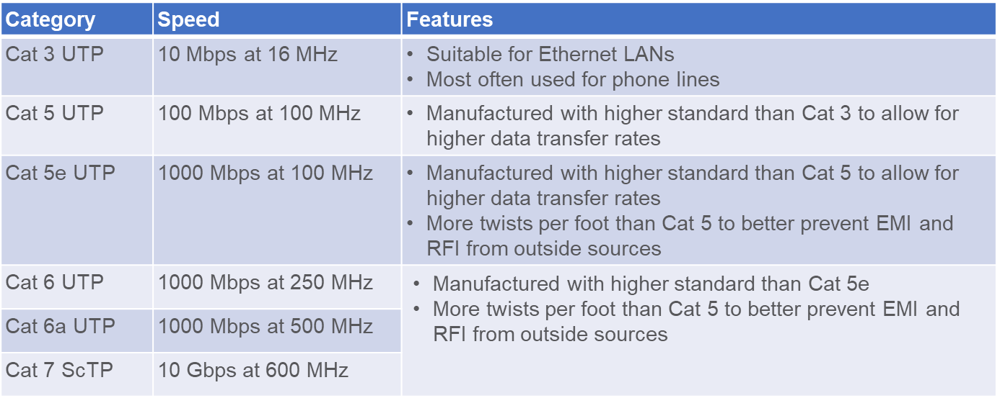 Category Speed Features
Cat 3 UTP 10 Mbps at 16 MHz • Suitable for Ethernet LANs
• Most often used for phone lines
Cat 5 UTP 100 Mbps at 100 MHz • Manufactured with higher standard than Cat 3 to allow for
higher data transfer rates
Cat 5e UTP 1000 Mbps at 100 MHz • Manufactured with higher standard than Cat 5 to allow for
higher data transfer rates
• More twists per foot than Cat 5 to better prevent EMI and
RFI from outside sources
Cat 6 UTP 1000 Mbps at 250 MHz • Manufactured with higher standard than Cat 5e
• More twists per foot than Cat 5 to better prevent EMI and
Cat 6a UTP 1000 Mbps at 500 MHz RFI from outside sources
Cat 7 ScTP 10 Gbps at 600 MHz